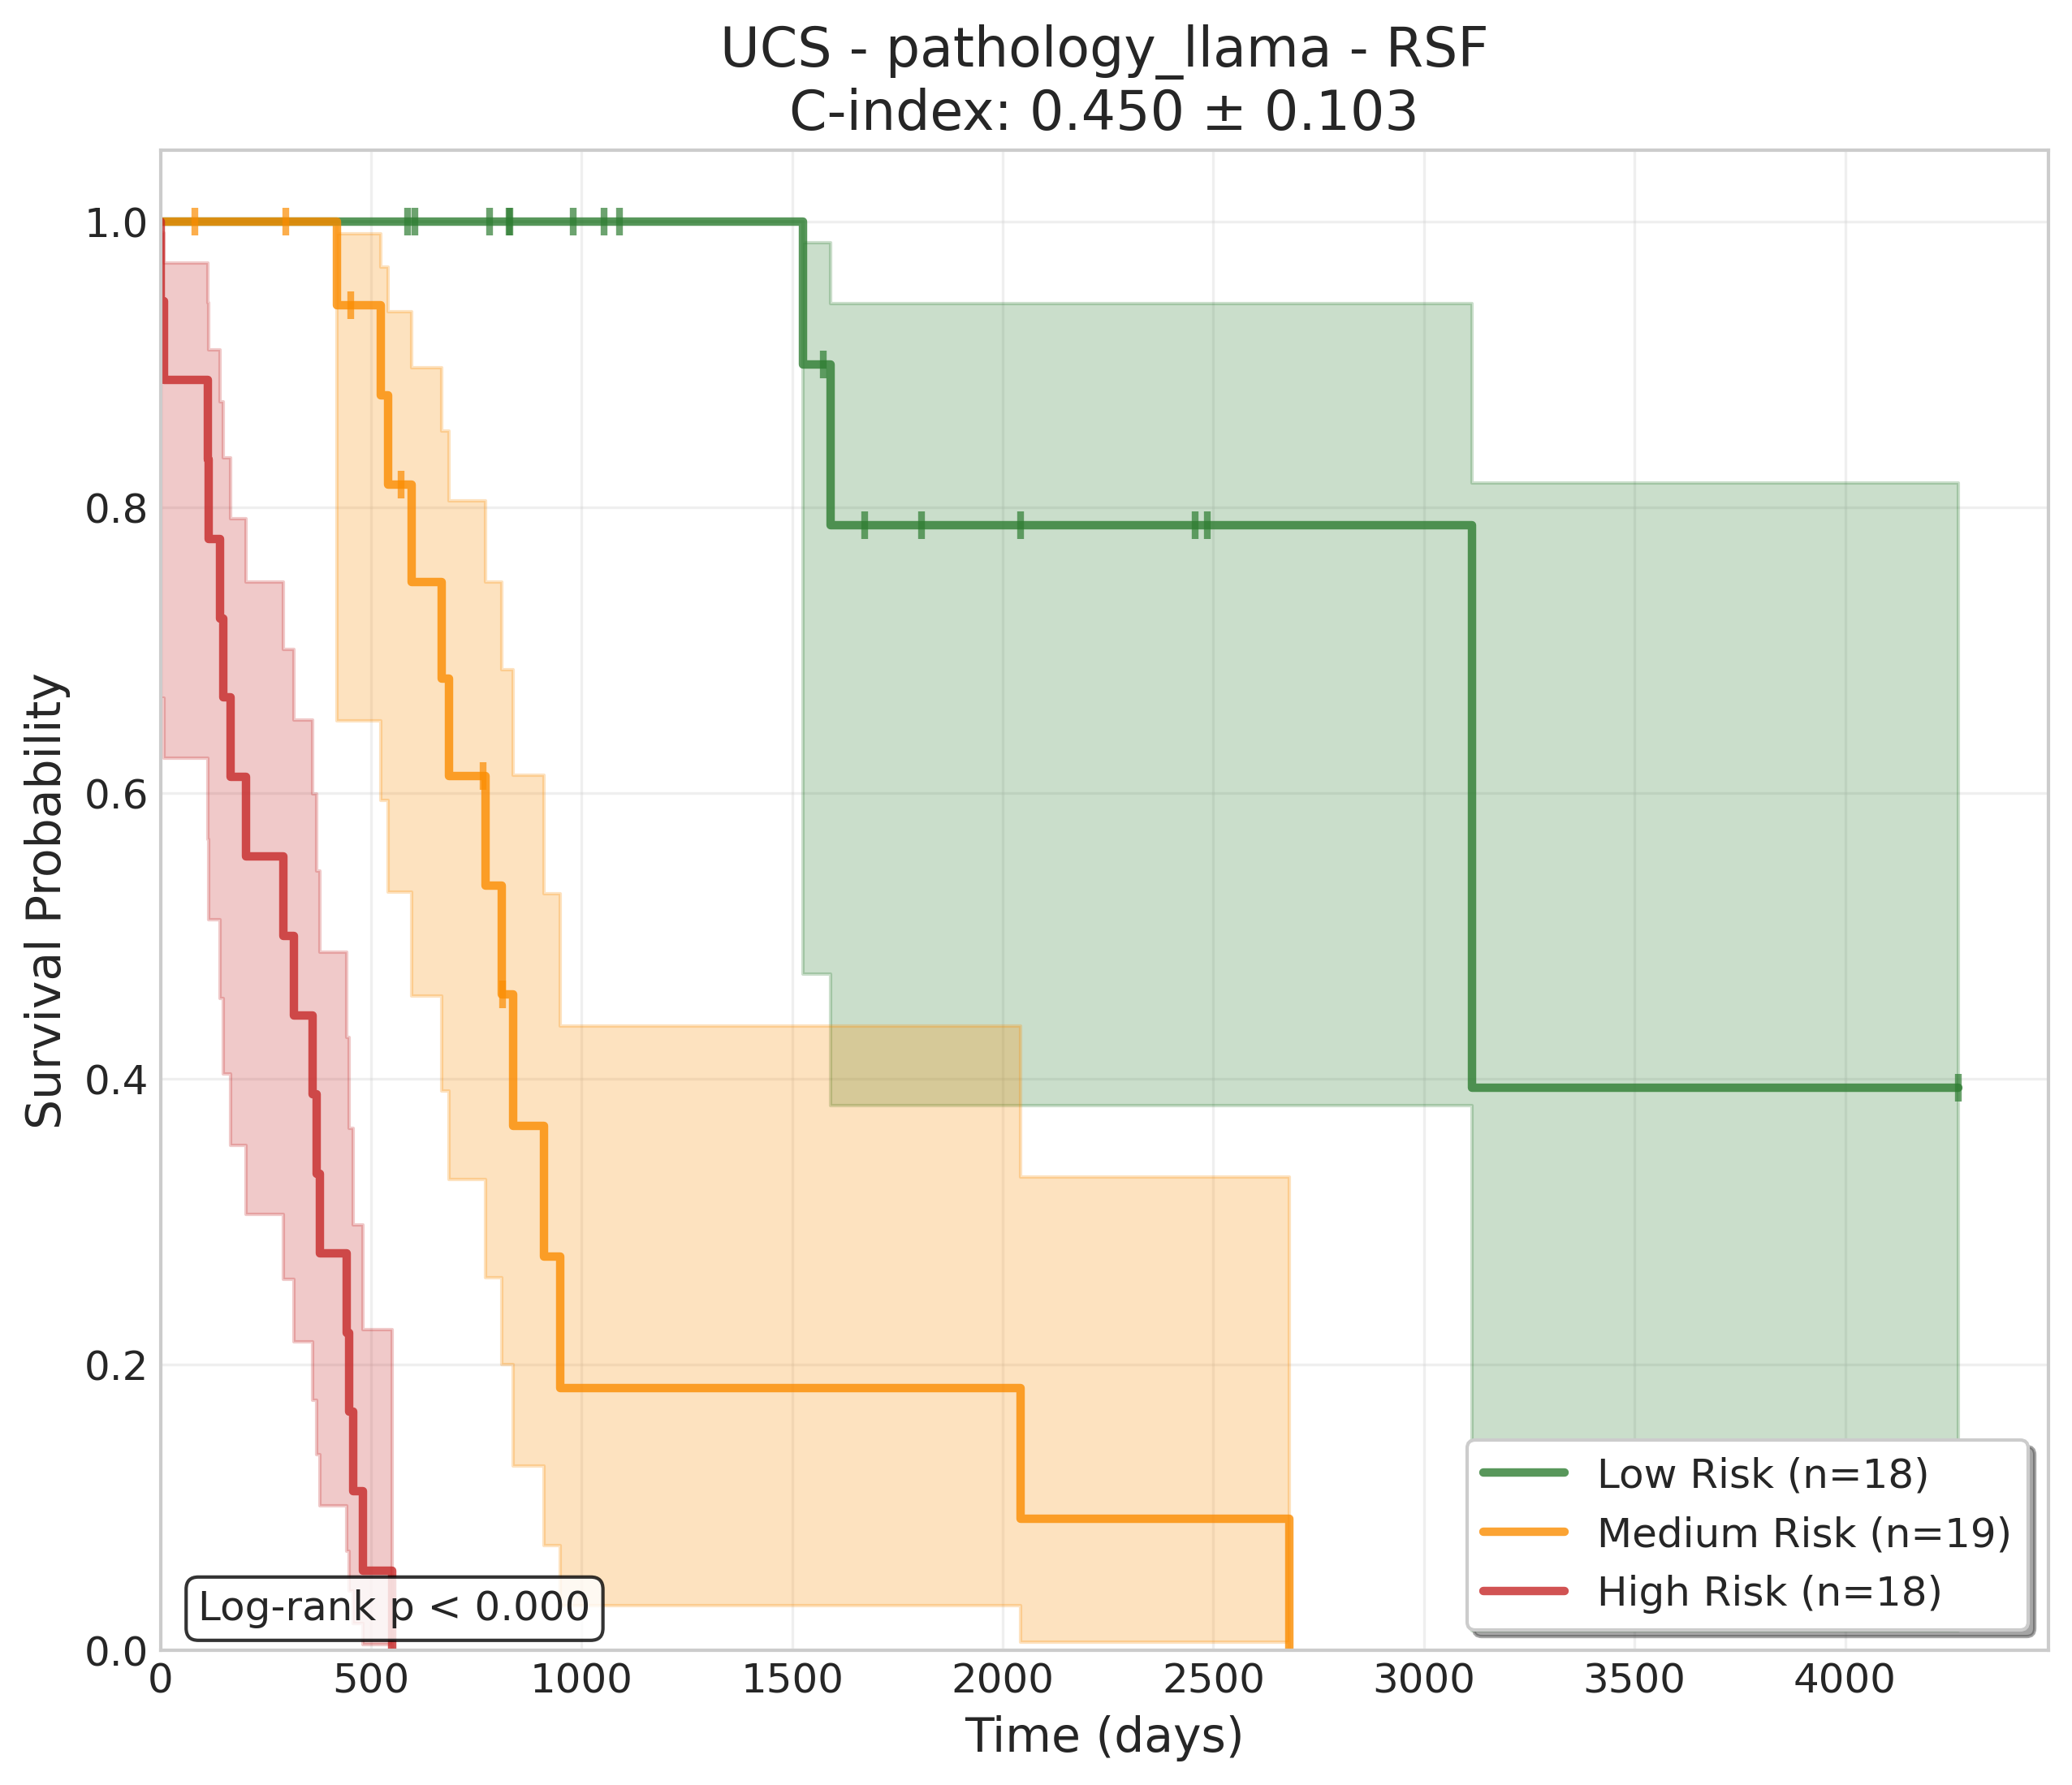 UCS - pathology_llama - RSF
C-index: 0.450 ± 0.103
Survival Probability
1.0
0.8
0.6
0.4
0.2
0.0
Log-rank p < 0.000
Low Risk (n=18)
Medium Risk (n=19)
High Risk (n=18)
0 500 1000 1500 2000 2500 3000 3500 4000
Time (days)